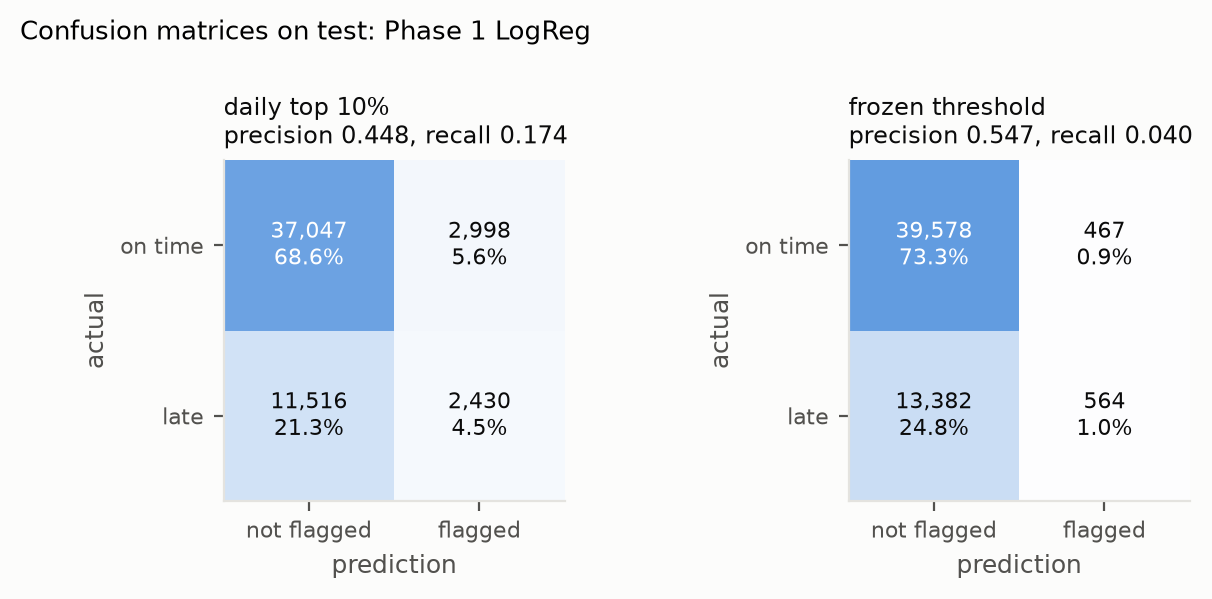 Confusion matrices on test: Phase 1 LogReg
daily top 10%
precision 0.448, recall 0.174
on time
late
actual
37,047
68.6%
2,998
5.6%
11,516
21.3%
2,430
4.5%
not flagged
flagged
prediction
frozen threshold
precision 0.547, recall 0.040
on time
late
actual
39,578
73.3%
467
0.9%
13,382
24.8%
564
1.0%
not flagged
flagged
prediction